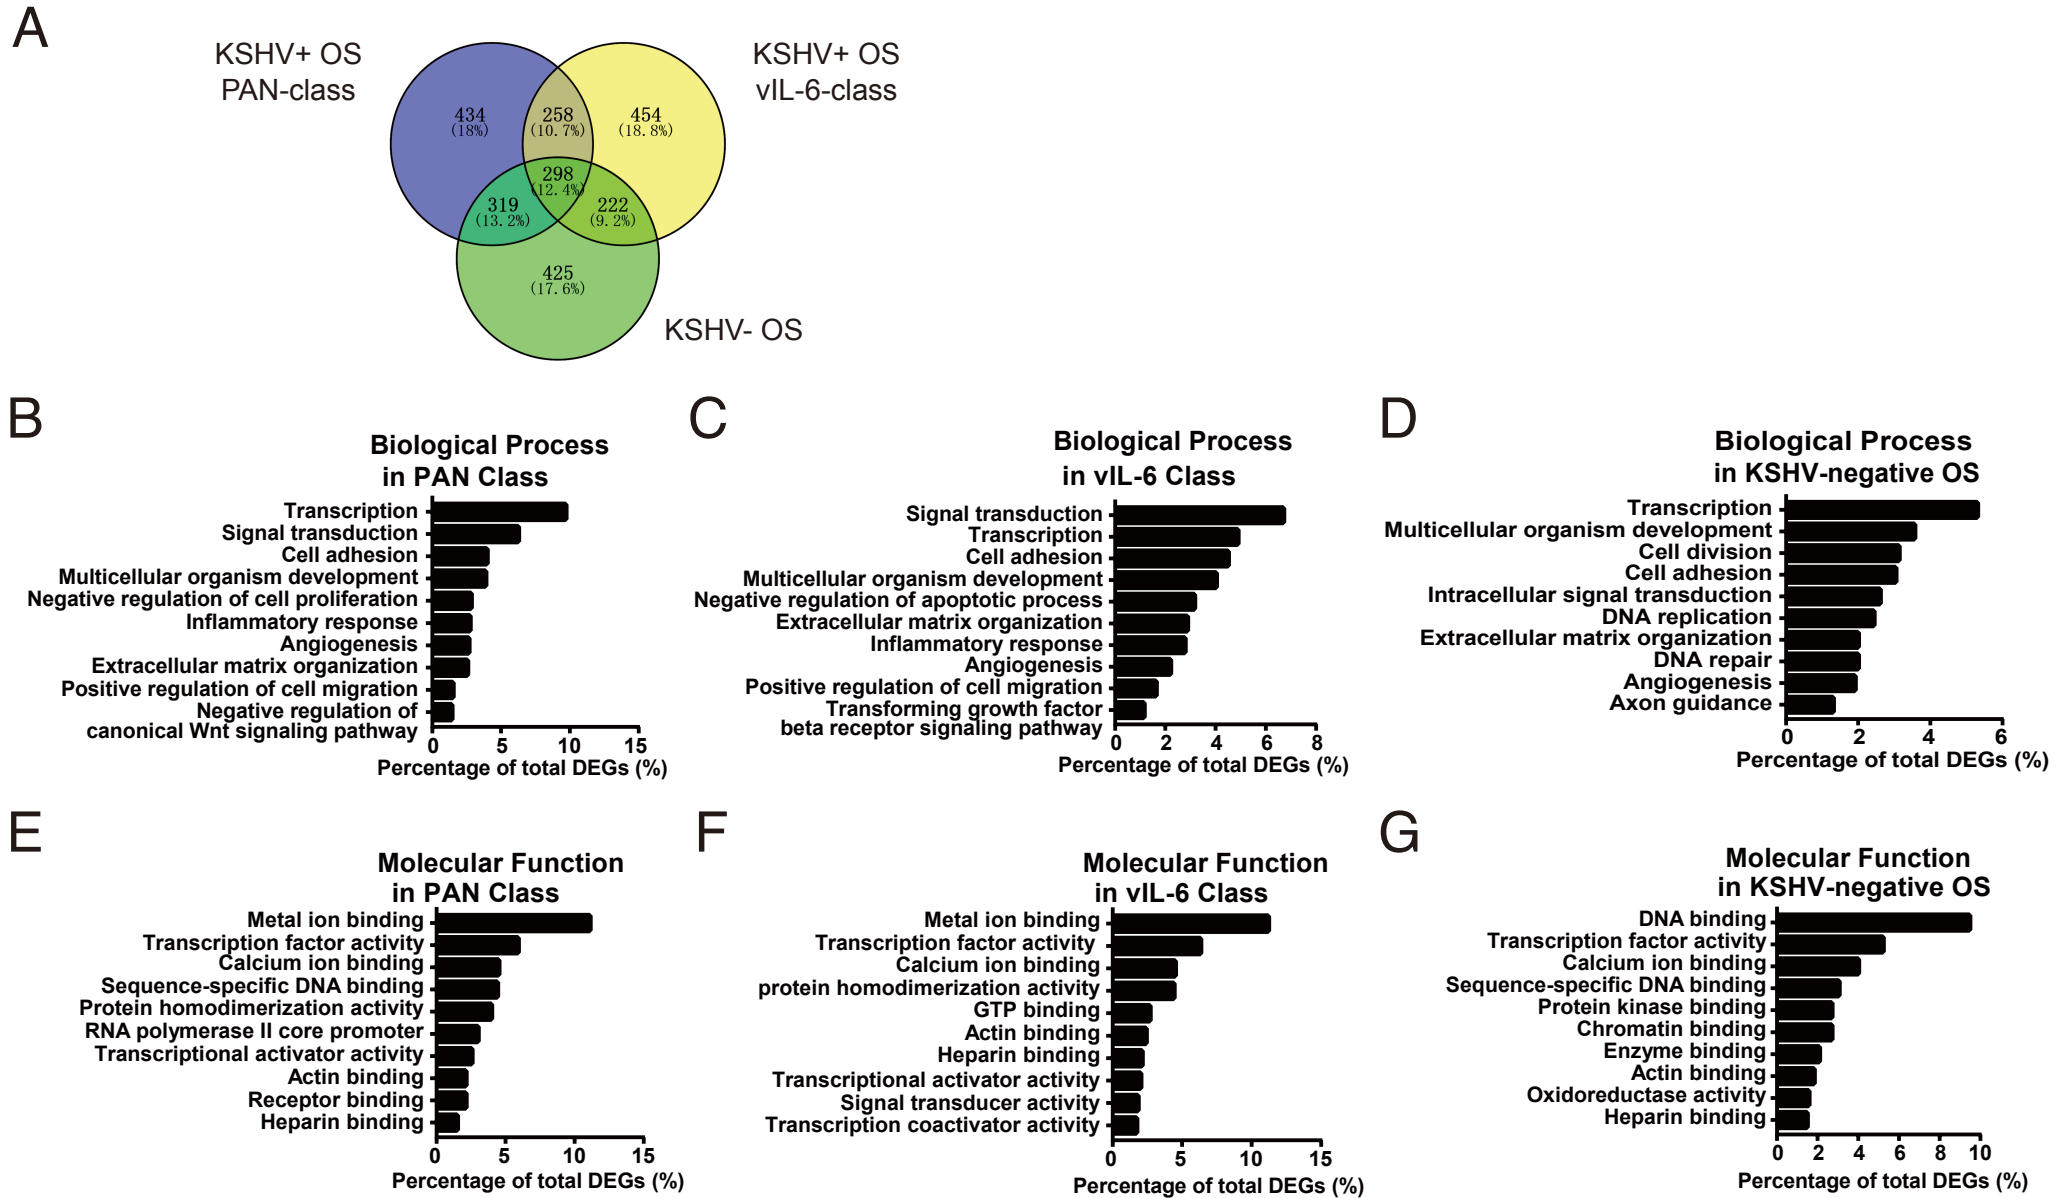 A
KSHV+ OS
PAN-class
KSHV+ OS
vIL-6-class
434
(18%)
258
(10.7%)
454
(18.8%)
298
(12.4%)
319
(13.2%)
222
(9.2%)
425
(17.6%)
KSHV- OS
B
Biological Process
in PAN Class
Transcription
Signal transduction
Cell adhesion
Multicellular organism development
Negative regulation of cell proliferation
Inflammatory response
Angiogenesis
Extracellular matrix organization
Positive regulation of cell migration
Negative regulation of
canonical Wnt signaling pathway
0 5 10 15
Percentage of total DEGs (%)
C
Biological Process
in vIL-6 Class
Signal transduction
Transcription
Cell adhesion
Multicellular organism development
Negative regulation of apoptotic process
Extracellular matrix organization
Inflammatory response
Angiogenesis
Positive regulation of cell migration
Transforming growth factor
beta receptor signaling pathway
0 2 4 6 8
Percentage of total DEGs (%)
D
Biological Process
in KSHV-negative OS
Transcription
Multicellular organism development
Cell division
Cell adhesion
Intracellular signal transduction
DNA replication
Extracellular matrix organization
DNA repair
Angiogenesis
Axon guidance
0 2 4 6
Percentage of total DEGs (%)
E
Molecular Function
in PAN Class
Metal ion binding
Transcription factor activity
Calcium ion binding
Sequence-specific DNA binding
Protein homodimerization activity
RNA polymerase II core promoter
Transcriptional activator activity
Actin binding
Receptor binding
Heparin binding
0 5 10 15
Percentage of total DEGs (%)
F
Molecular Function
in vIL-6 Class
Metal ion binding
Transcription factor activity
Calcium ion binding
protein homodimerization activity
GTP binding
Actin binding
Heparin binding
Transcriptional activator activity
Signal transducer activity
Transcription coactivator activity
0 5 10 15
Percentage of total DEGs (%)
G
Molecular Function
in KSHV-negative OS
DNA binding
Transcription factor activity
Calcium ion binding
Sequence-specific DNA binding
Protein kinase binding
Chromatin binding
Enzyme binding
Actin binding
Oxidoreductase activity
Heparin binding
0 2 4 6 8 10
Percentage of total DEGs (%)